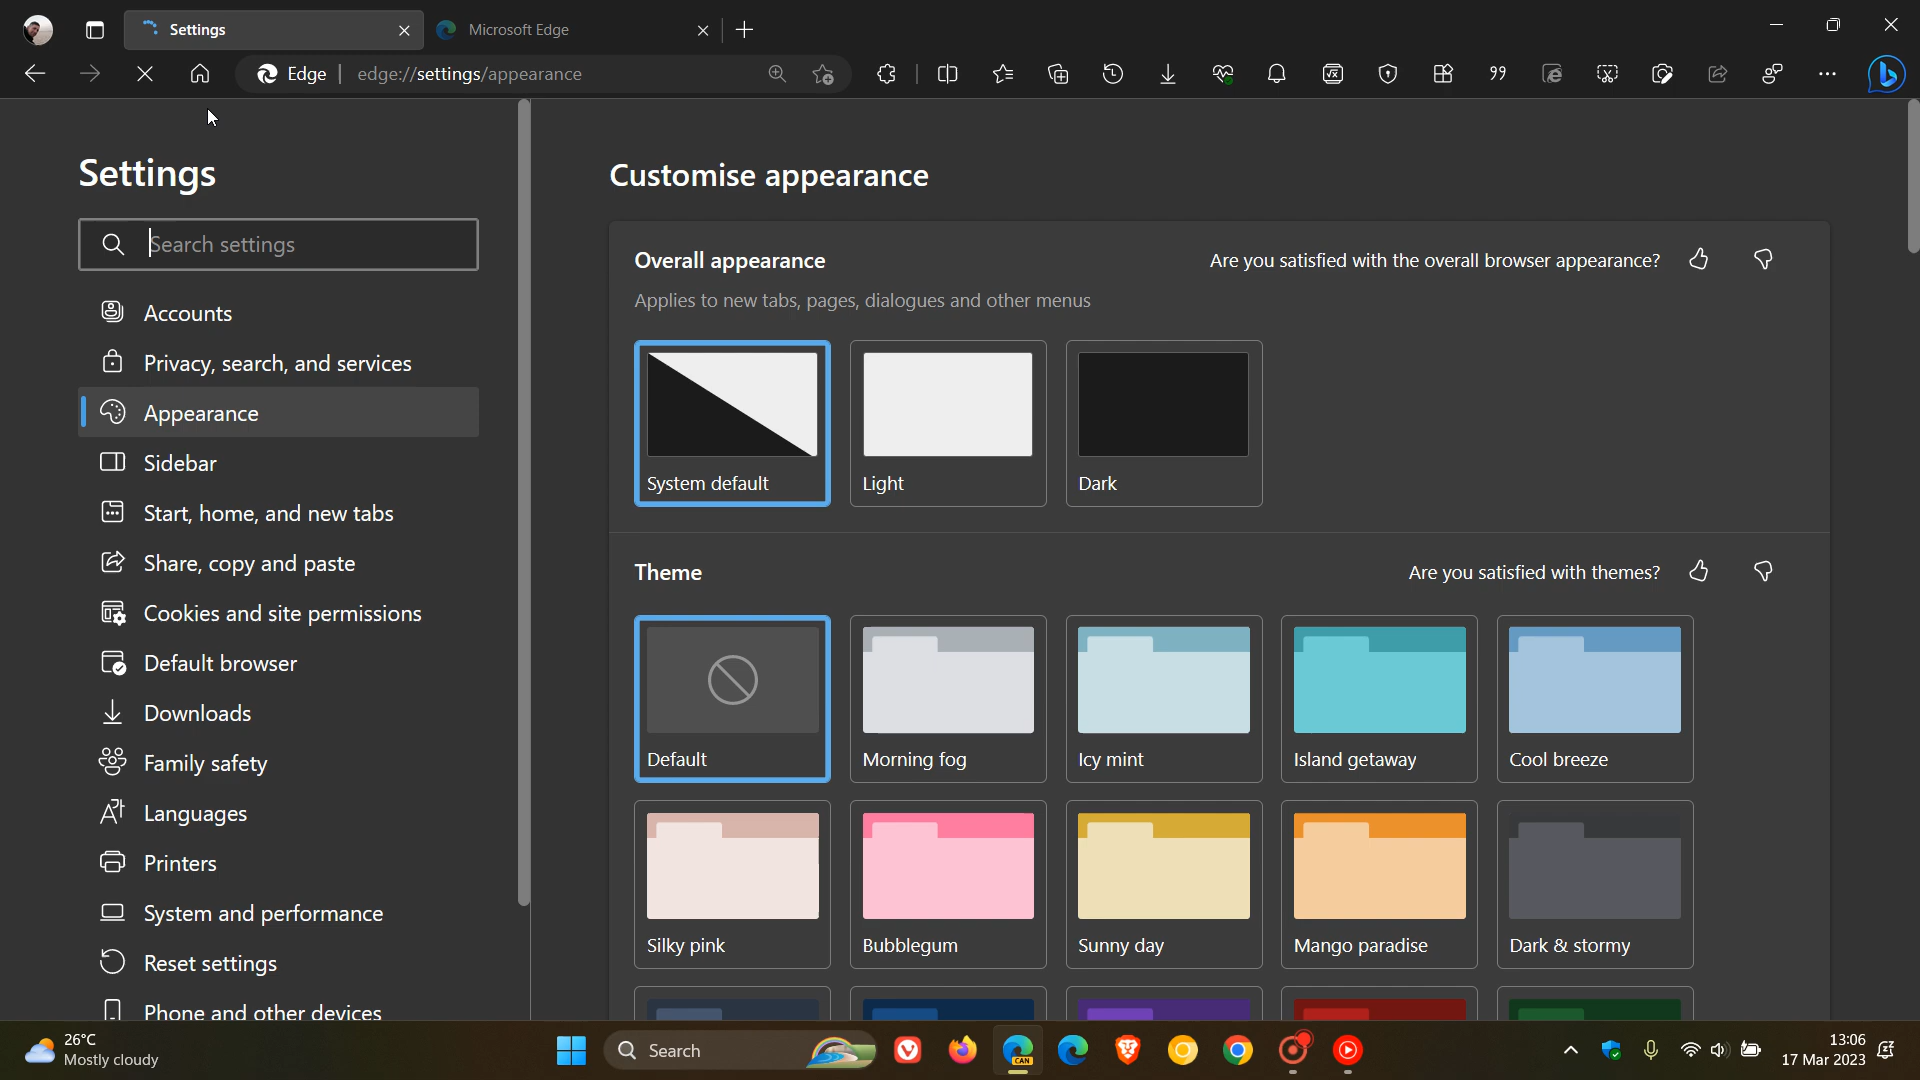 Settings
Microsoft Edge
Edge
edge://settings/appearance
Settings
Search settings
Accounts
Privacy, search, and services
Appearance
Sidebar
Start, home, and new tabs
Share, copy and paste
Cookies and site permissions
Default browser
Downloads
Family safety
Languages
Printers
System and performance
Reset settings
Phone and other devices
Customise appearance
Overall appearance
Are you satisfied with the overall browser appearance?
Applies to new tabs, pages, dialogues and other menus
System default
Light
Dark
Theme
Are you satisfied with themes?
Default
Morning fog
Icy mint
Island getaway
Cool breeze
Silky pink
Bubblegum
Sunny day
Mango paradise
Dark & stormy
26°C
Mostly cloudy
Search
CAN
13:06
17 Mar 2023